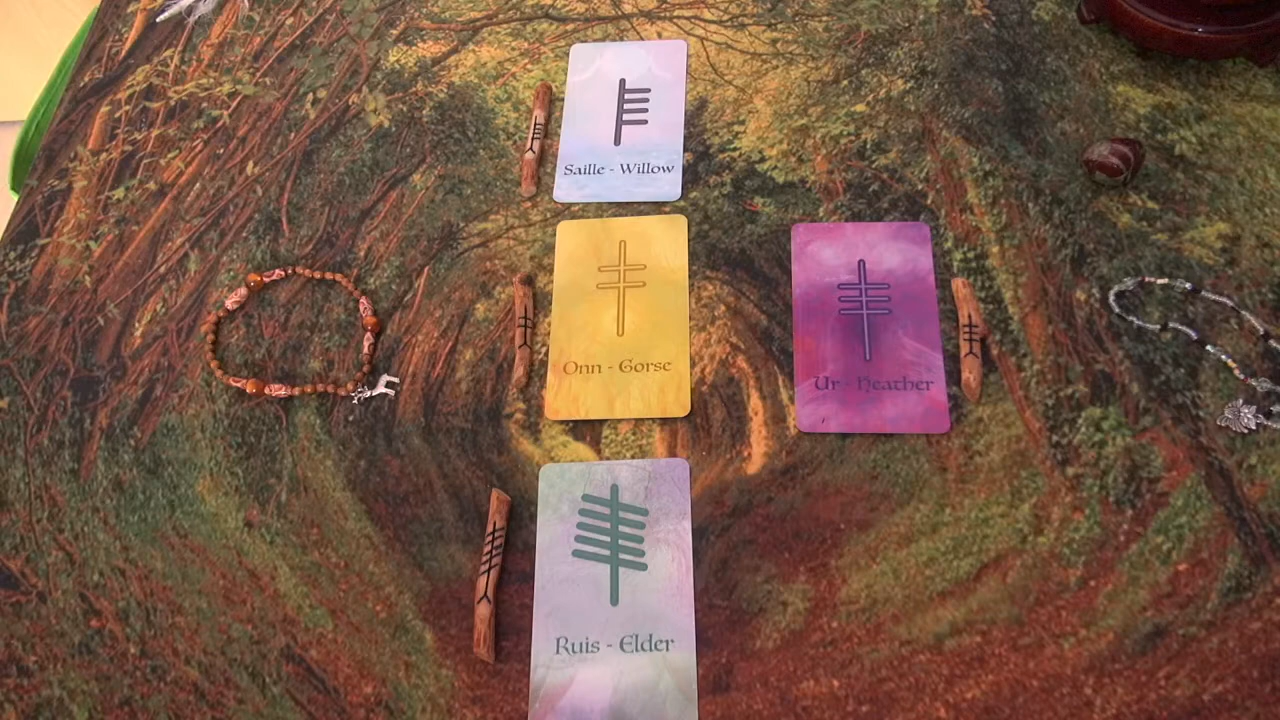 Saille - Willow
Onn - Gorse
Ur - Heather
Ruis - Elder